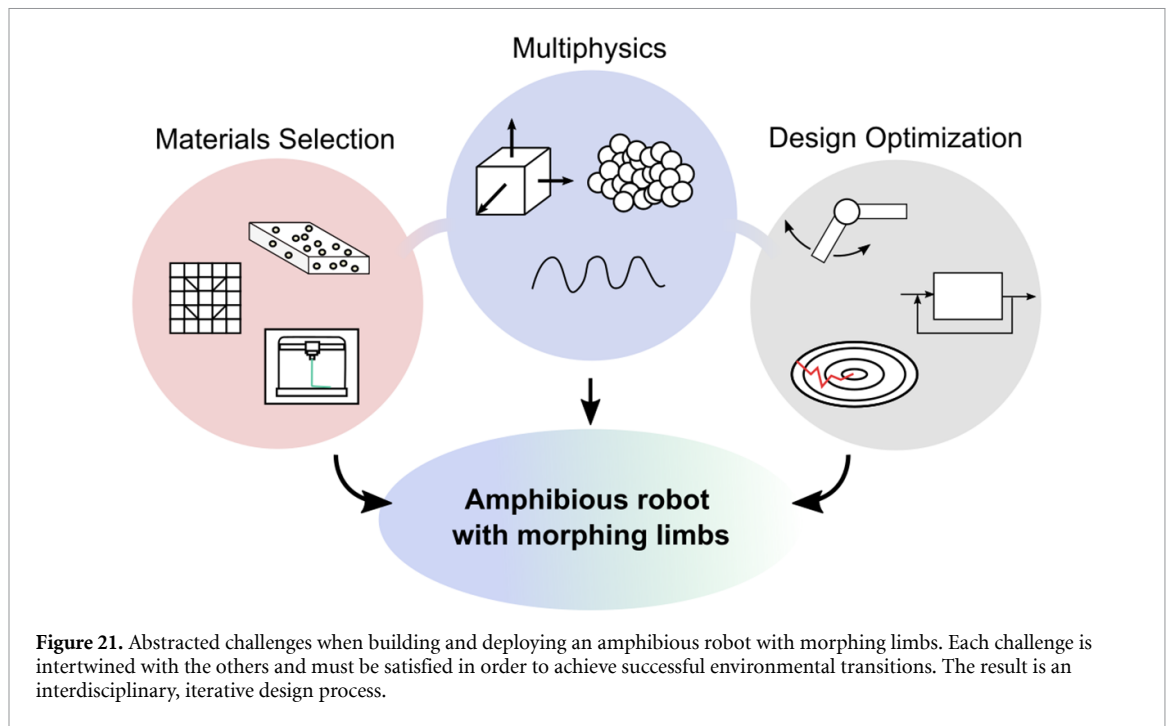 Multiphysics
Materials Selection
Design Optimization
Amphibious robot
with morphing limbs
Figure 21. Abstracted challenges when building and deploying an amphibious robot with morphing limbs. Each challenge is
intertwined with the others and must be satisfied in order to achieve successful environmental transitions. The result is an
interdisciplinary, iterative design process.